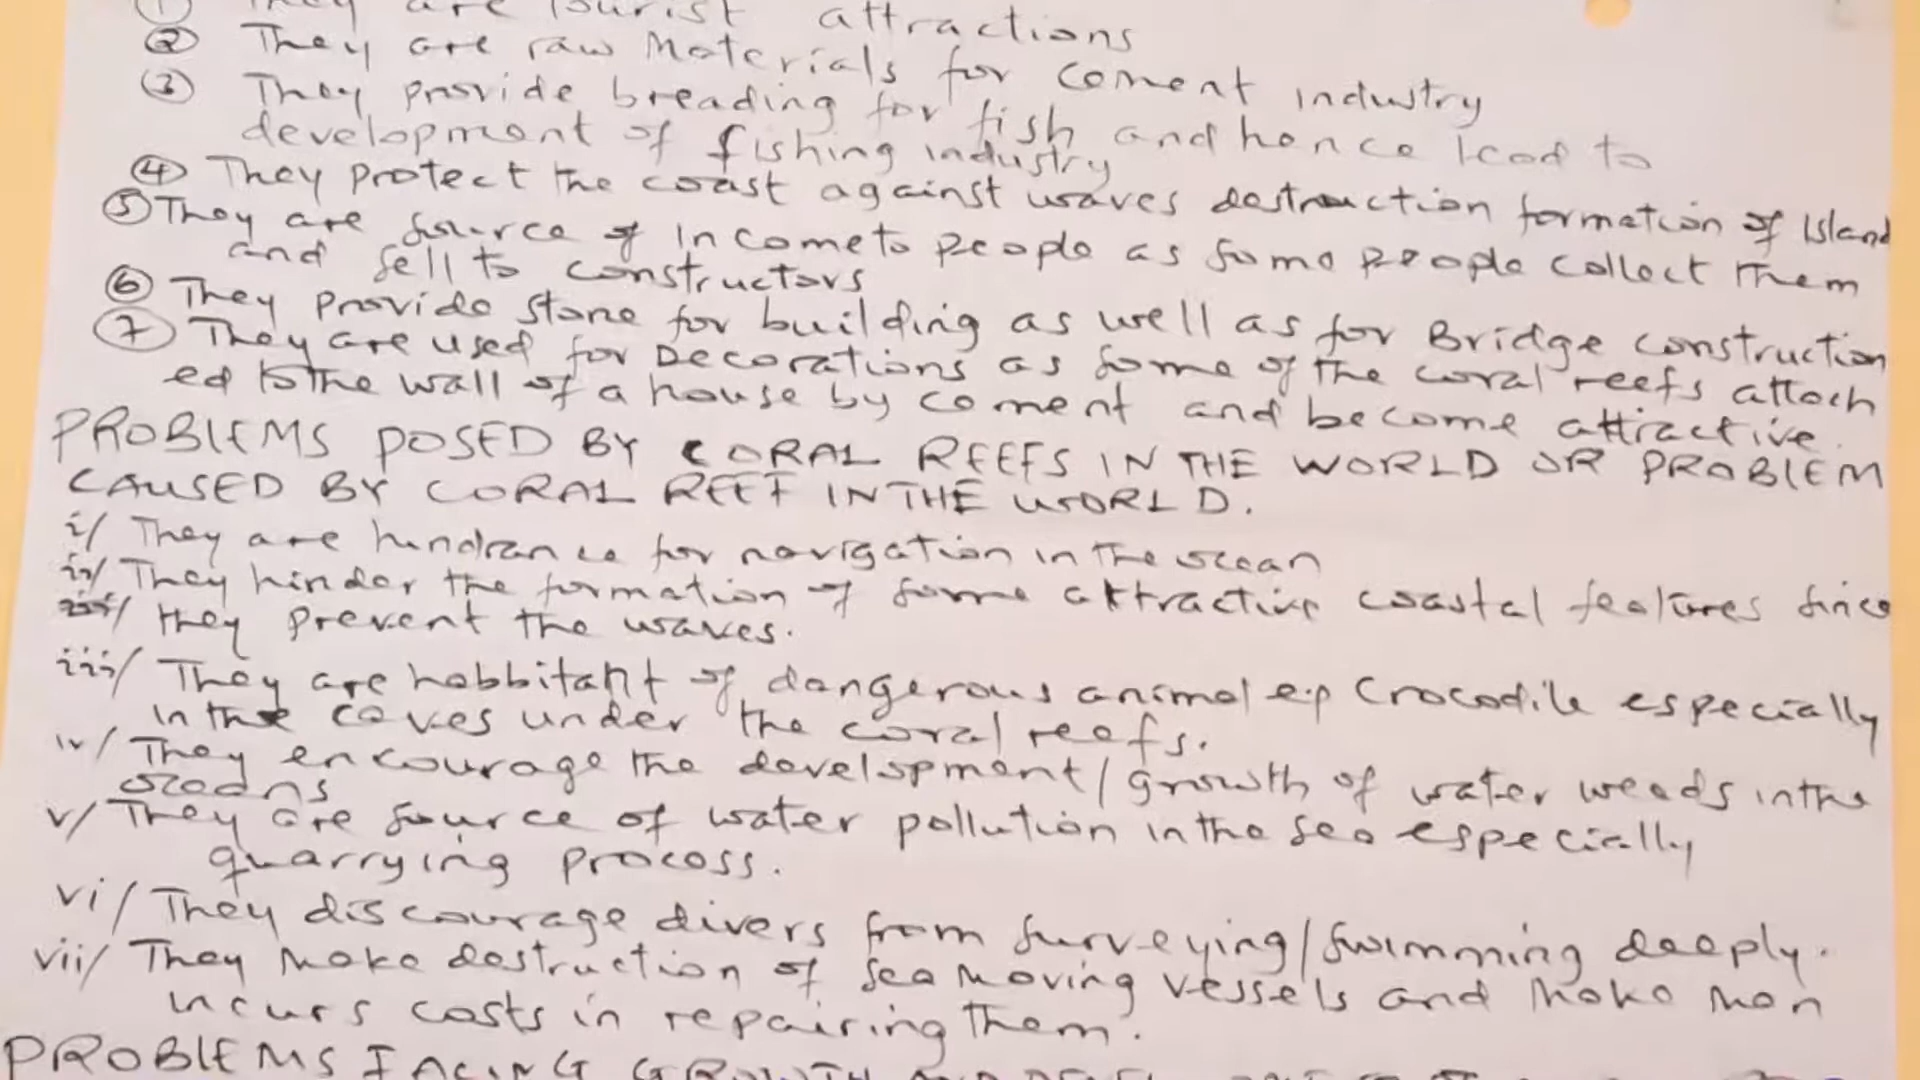 ① They are tourist attractions
② They are raw Materials for coment industry
③ They provide breading for fish and hence lead to
development of fishing industry
④ They protect the coast against waves destruction formation of Island
⑤ They are source of income to people as some people collect them
and sell to constructors
⑥ They provide stone for building as well as for Bridge construction
⑦ They are used for Decorations as some of the coral reefs attach
ed to the wall of a house by coment and become attiractive.
PROBLEMS POSED BY CORAL REEFS IN THE WORLD OR PROBLEM
CAUSED BY CORAL REEF IN THE WORLD.
i/ They are hindrance for navigation in the ocean
ii/ They hinder the formation of some attractive coastal features since
they prevent the waves.
iii/ They are habbitant of dangerous animal e.p Crocodile especially
in the caves under the coral reefs.
iv/ They encourage the development/growth of water weeds in the
oceans
v/ They are source of water pollution in the sea especially
quarrying process.
vi/ They discourage divers from surveying/swimming deeply.
vii/ They make destruction of sea moving vessels and make man
incurs costs in repairing them.
PROBLEMS FACING GROWTH AND